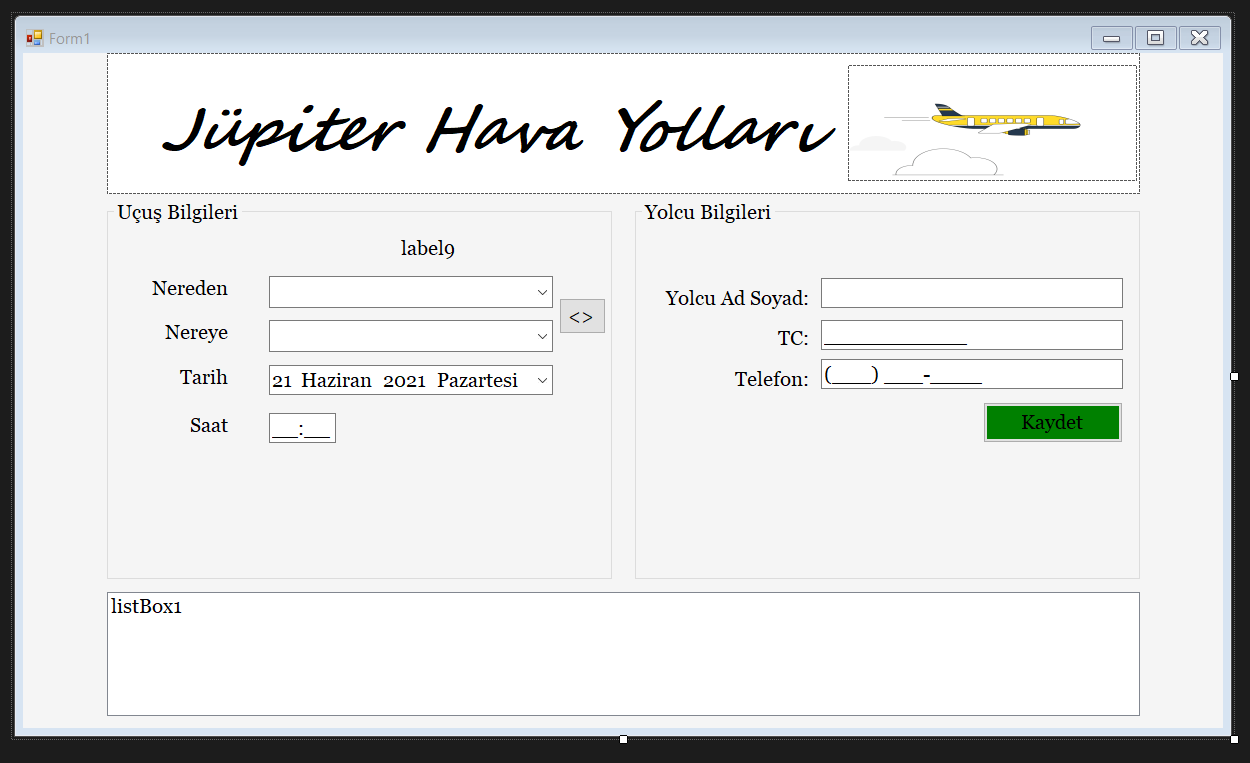 Form1
Jüpiter Hava Yolları
Uçuş Bilgileri
label9
Nereden
Nereye
<>
Tarih
21 Haziran 2021 Pazartesi
Saat
__:__
Yolcu Bilgileri
Yolcu Ad Soyad:
TC:
___________
Telefon:
(___) ___-____
Kaydet
listBox1